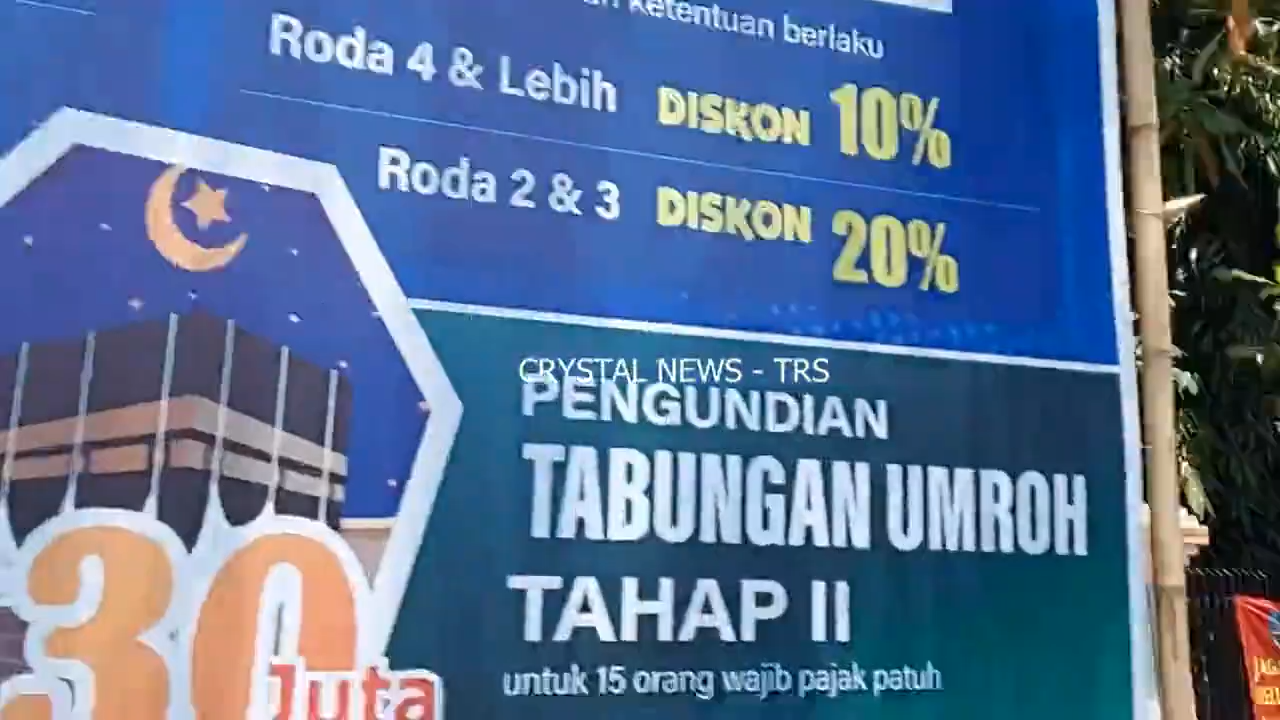 ketentuan berlaku
Roda 4 & Lebih DISKON 10%
Roda 2 & 3 DISKON 20%
CRYSTAL NEWS - TRS
PENGUNDIAN
TABUNGAN UMROH
TAHAP II
untuk 15 orang wajib pajak patuh
30
Juta